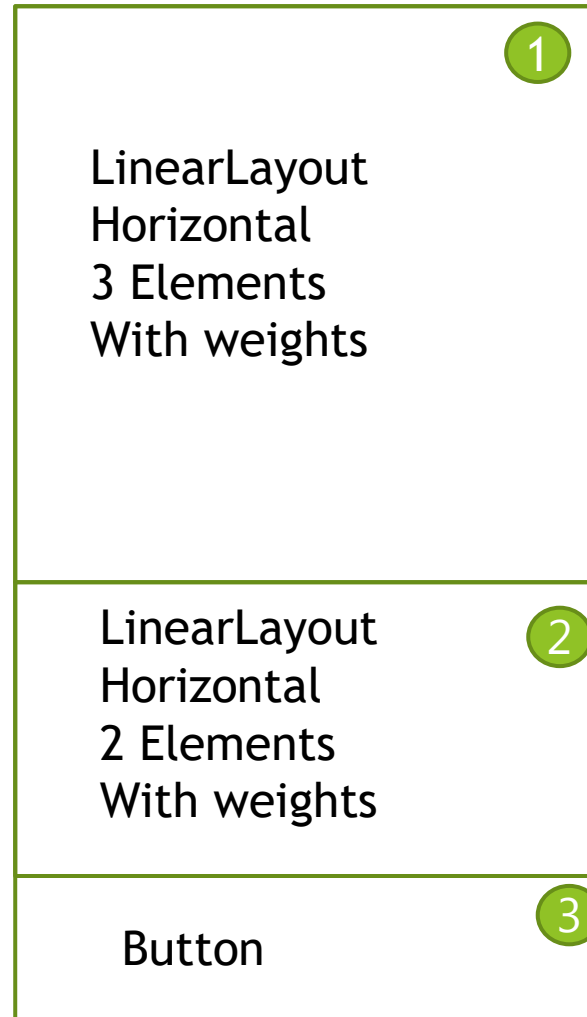 1
LinearLayout
Horizontal
3 Elements
With weights
LinearLayout
2
Horizontal
2 Elements
With weights
3
Button